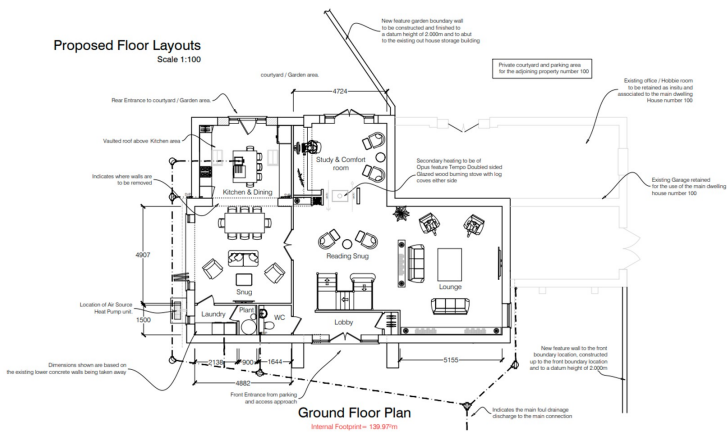 Proposed Floor Layouts
Scale 1:100
New feature garden boundary wall
to be constructed and finished to
a datum height of 2.000m and to abut
to the existing out house storage building
Private courtyard and parking area
for the adjoining property number 100
courtyard / Garden area.
Existing office / Hobbie room
to be retained as insitu and
associated to the main dwelling
House number 100
4724
Rear Entrance to courtyard / Garden area.
Vaulted roof above Kitchen area
Study & Comfort
room
Secondary heating to be of
Opus feature Tempo Doubled sided
Glazed wood burning stove with log
coves either side
Indicates where walls are
to be removed
Kitchen & Dining
Existing Garage retained
for the use of the main dwelling
house number 100
4907
Reading Snug
Snug
Lounge
Location of Air Source
Heat Pump unit.
1500
Laundry
Plant
WC
Lobby
New feature wall to the front
boundary location, constructed
up to the front boundary location
and to a datum height of 2.000m
Dimensions shown are based on
the existing lower concrete walls being taken away
2138
900
1644
5155
4882
Front Entrance from parking
and access approach
Ground Floor Plan
Internal Footprint= 139.97²m
Indicates the main foul drainage
discharge to the main connection